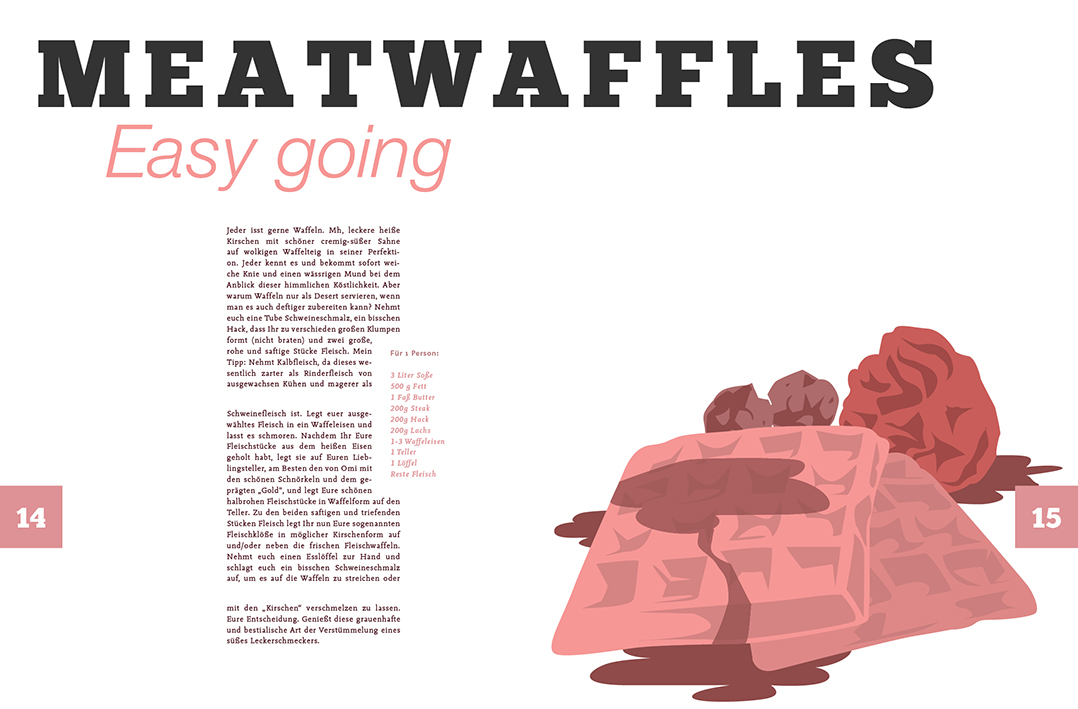 MEATWAFFLES
Easy going
Jeder isst gerne Waffeln. Mh, leckere heiße
Kirschen mit schöner cremig-süßer Sahne
auf wolkigen Waffelteig in seiner Perfekti-
on. Jeder kennt es und bekommt sofort wei-
che Knie und einen wässrigen Mund bei dem
Anblick dieser himmlichen Köstlichkeit. Aber
warum Waffeln nur als Desert servieren, wenn
man es auch deftiger zubereiten kann? Nehmt
euch eine Tube Schweineschmalz, ein bisschen
Hack, dass Ihr zu verschieden großen Klumpen
formt (nicht braten) und zwei große,
rohe und saftige Stücke Fleisch. Mein
Tipp: Nehmt Kalbfleisch, da dieses we-
sentlich zarter als Rinderfleisch von
ausgewachsen Kühen und magerer als
Schweinefleisch ist. Legt euer ausge-
wähltes Fleisch in ein Waffeleisen und
lasst es schmoren. Nachdem Ihr Eure
Fleischstücke aus dem heißen Eisen
geholt habt, legt sie auf Euren Lieb-
lingsteller, am Besten den von Omi mit
den schönen Schnörkeln und dem ge-
prägten „Gold“, und legt Eure schönen
halbrohen Fleischstücke in Waffelform auf den
Teller. Zu den beiden saftigen und triefenden
Stücken Fleisch legt Ihr nun Eure sogenannten
Fleischklöße in möglicher Kirschenform auf
und/oder neben die frischen Fleischwaffeln.
Nehmt euch einen Esslöffel zur Hand und
schlagt euch ein bisschen Schweineschmalz
auf, um es auf die Waffeln zu streichen oder
mit den „Kirschen“ verschmelzen zu lassen.
Eure Entscheidung. Genießt diese grauenhafte
und bestialische Art der Verstümmelung eines
süßes Leckerschmeckers.
Für 1 Person:
3 Liter Soße
500 g Fett
1 Faß Butter
200g Steak
200g Hack
200g Lachs
1-3 Waffeleisen
1 Teller
1 Löffel
Reste Fleisch
14
15